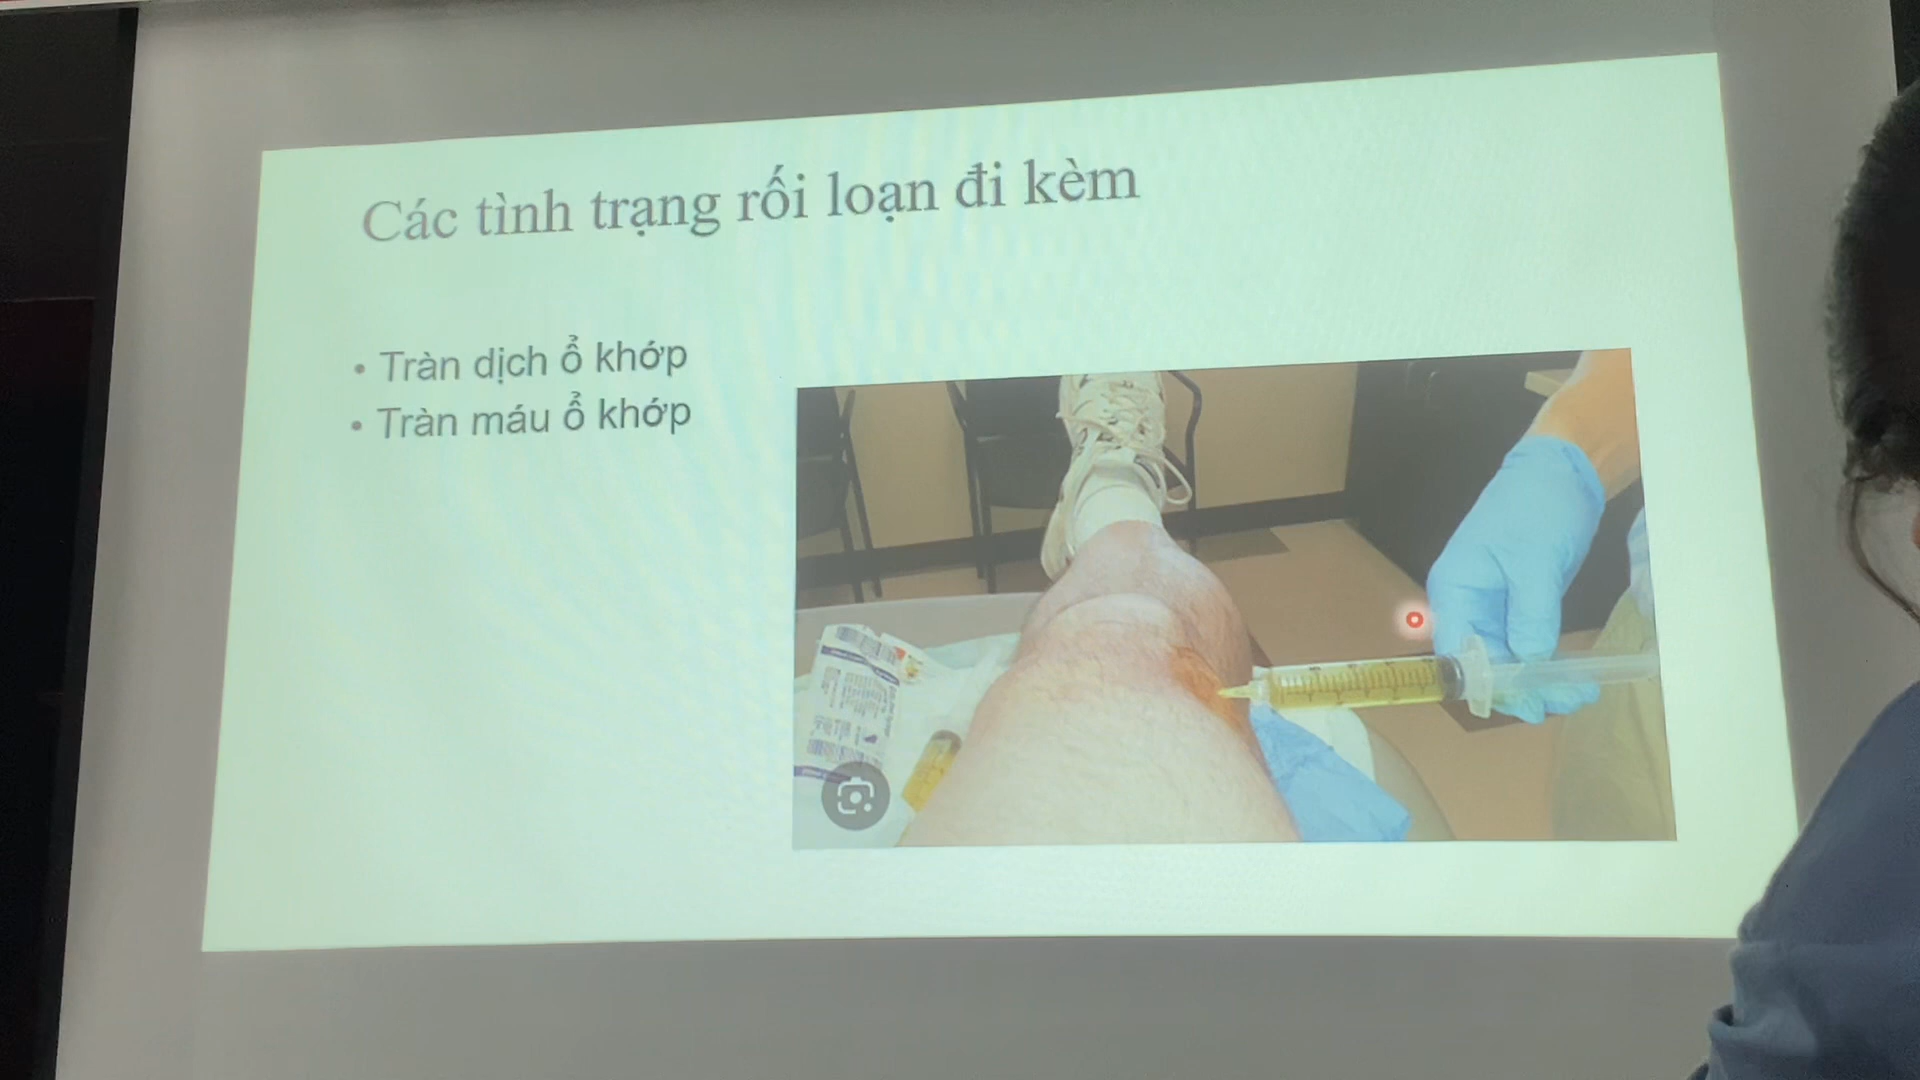 Các tình trạng rối loạn đi kèm
• Tràn dịch ổ khớp
• Tràn máu ổ khớp